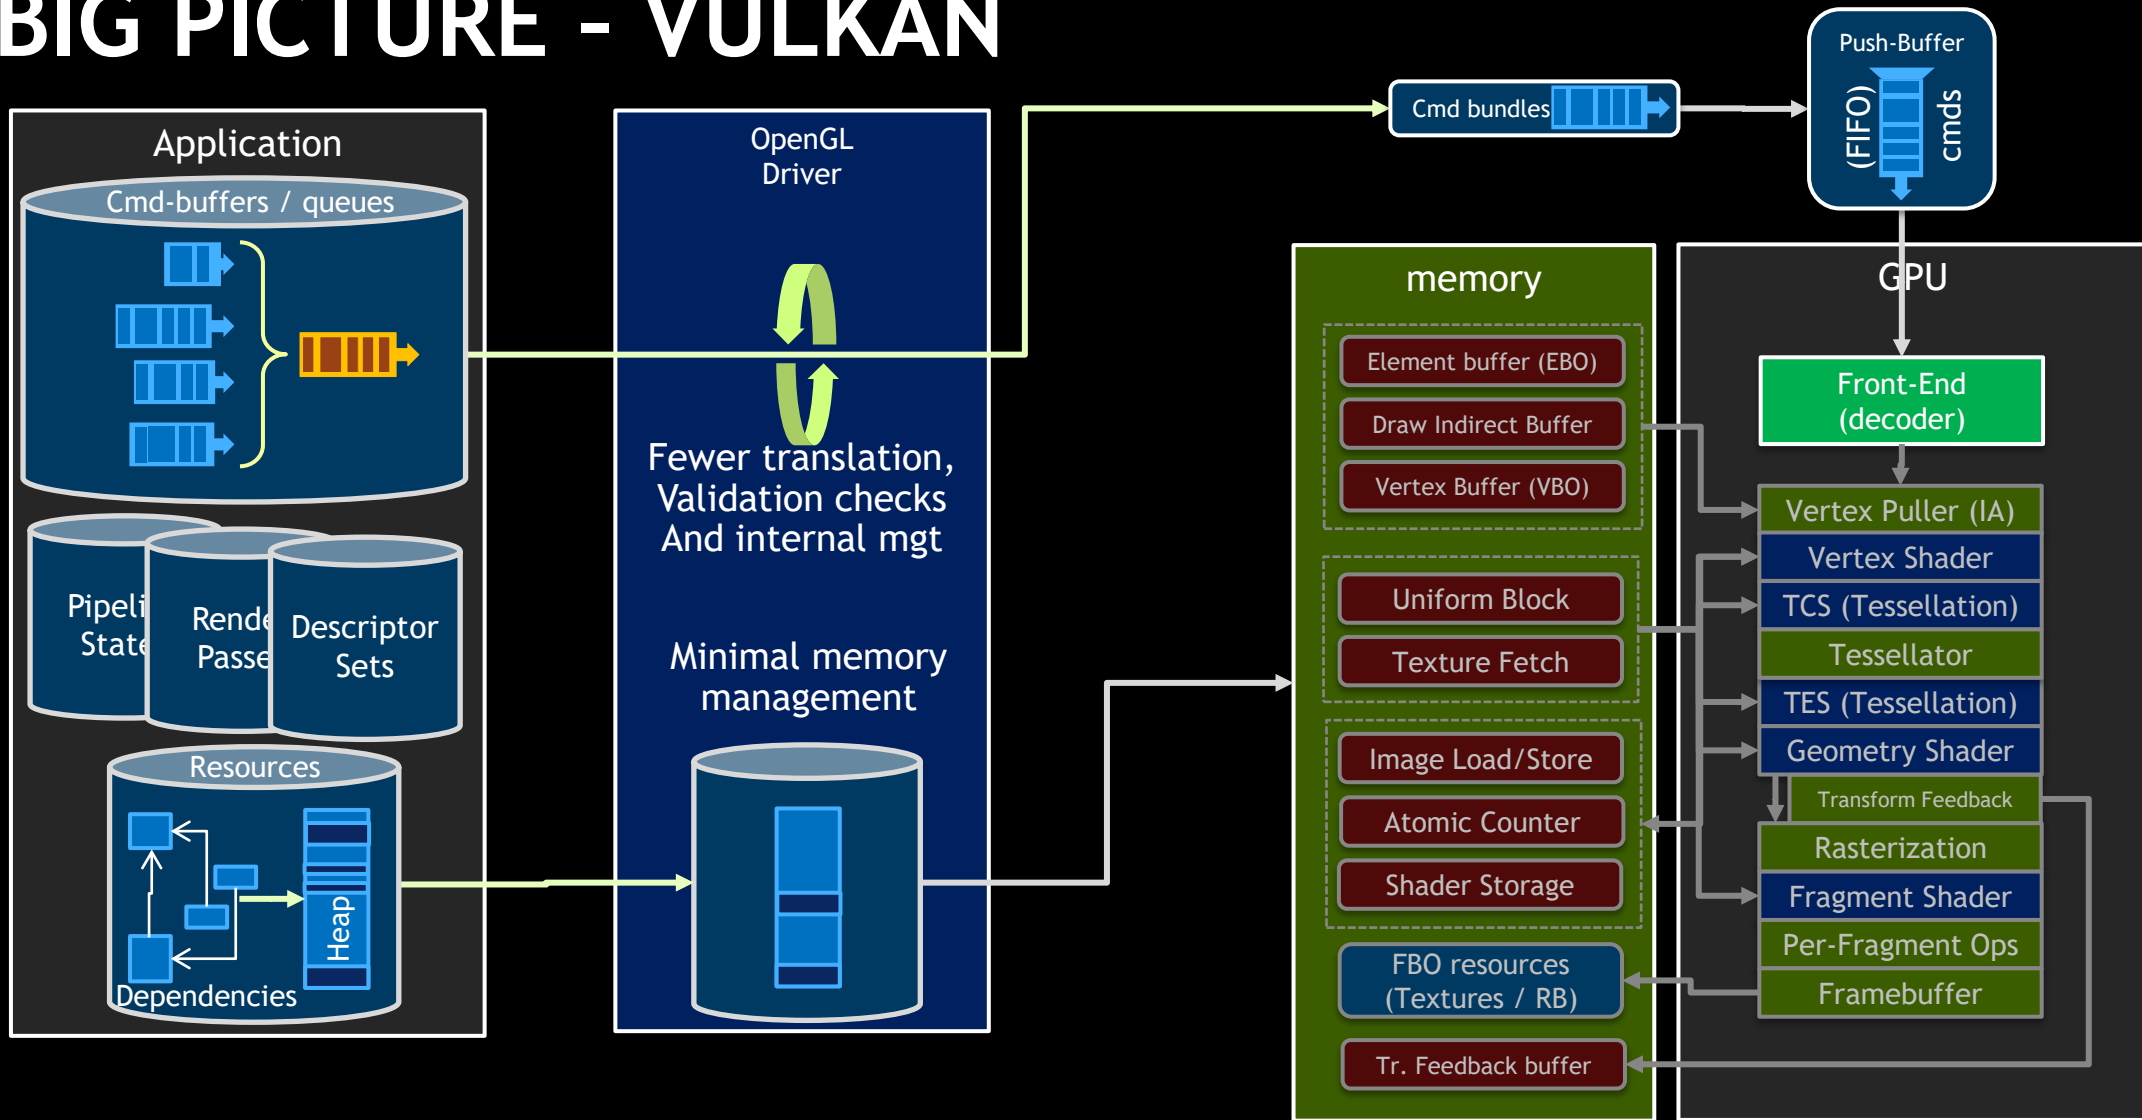 BIG PICTURE - VULKAN
Application
Cmd-buffers / queues
Descriptor
Sets
Resources
Heap
Dependencies
OpenGL
Driver
Fewer translation,
Validation checks
And internal mgt
Minimal memory
management
Cmd bundles
Push-Buffer
(FIFO)
cmds
memory
Element buffer (EBO)
Draw Indirect Buffer
Vertex Buffer (VBO)
Uniform Block
Texture Fetch
Image Load/Store
Atomic Counter
Shader Storage
FBO resources
(Textures / RB)
Tr. Feedback buffer
GPU
Front-End
(decoder)
Vertex Puller (IA)
Vertex Shader
TCS (Tessellation)
Tessellator
TES (Tessellation)
Geometry Shader
Transform Feedback
Rasterization
Fragment Shader
Per-Fragment Ops
Framebuffer